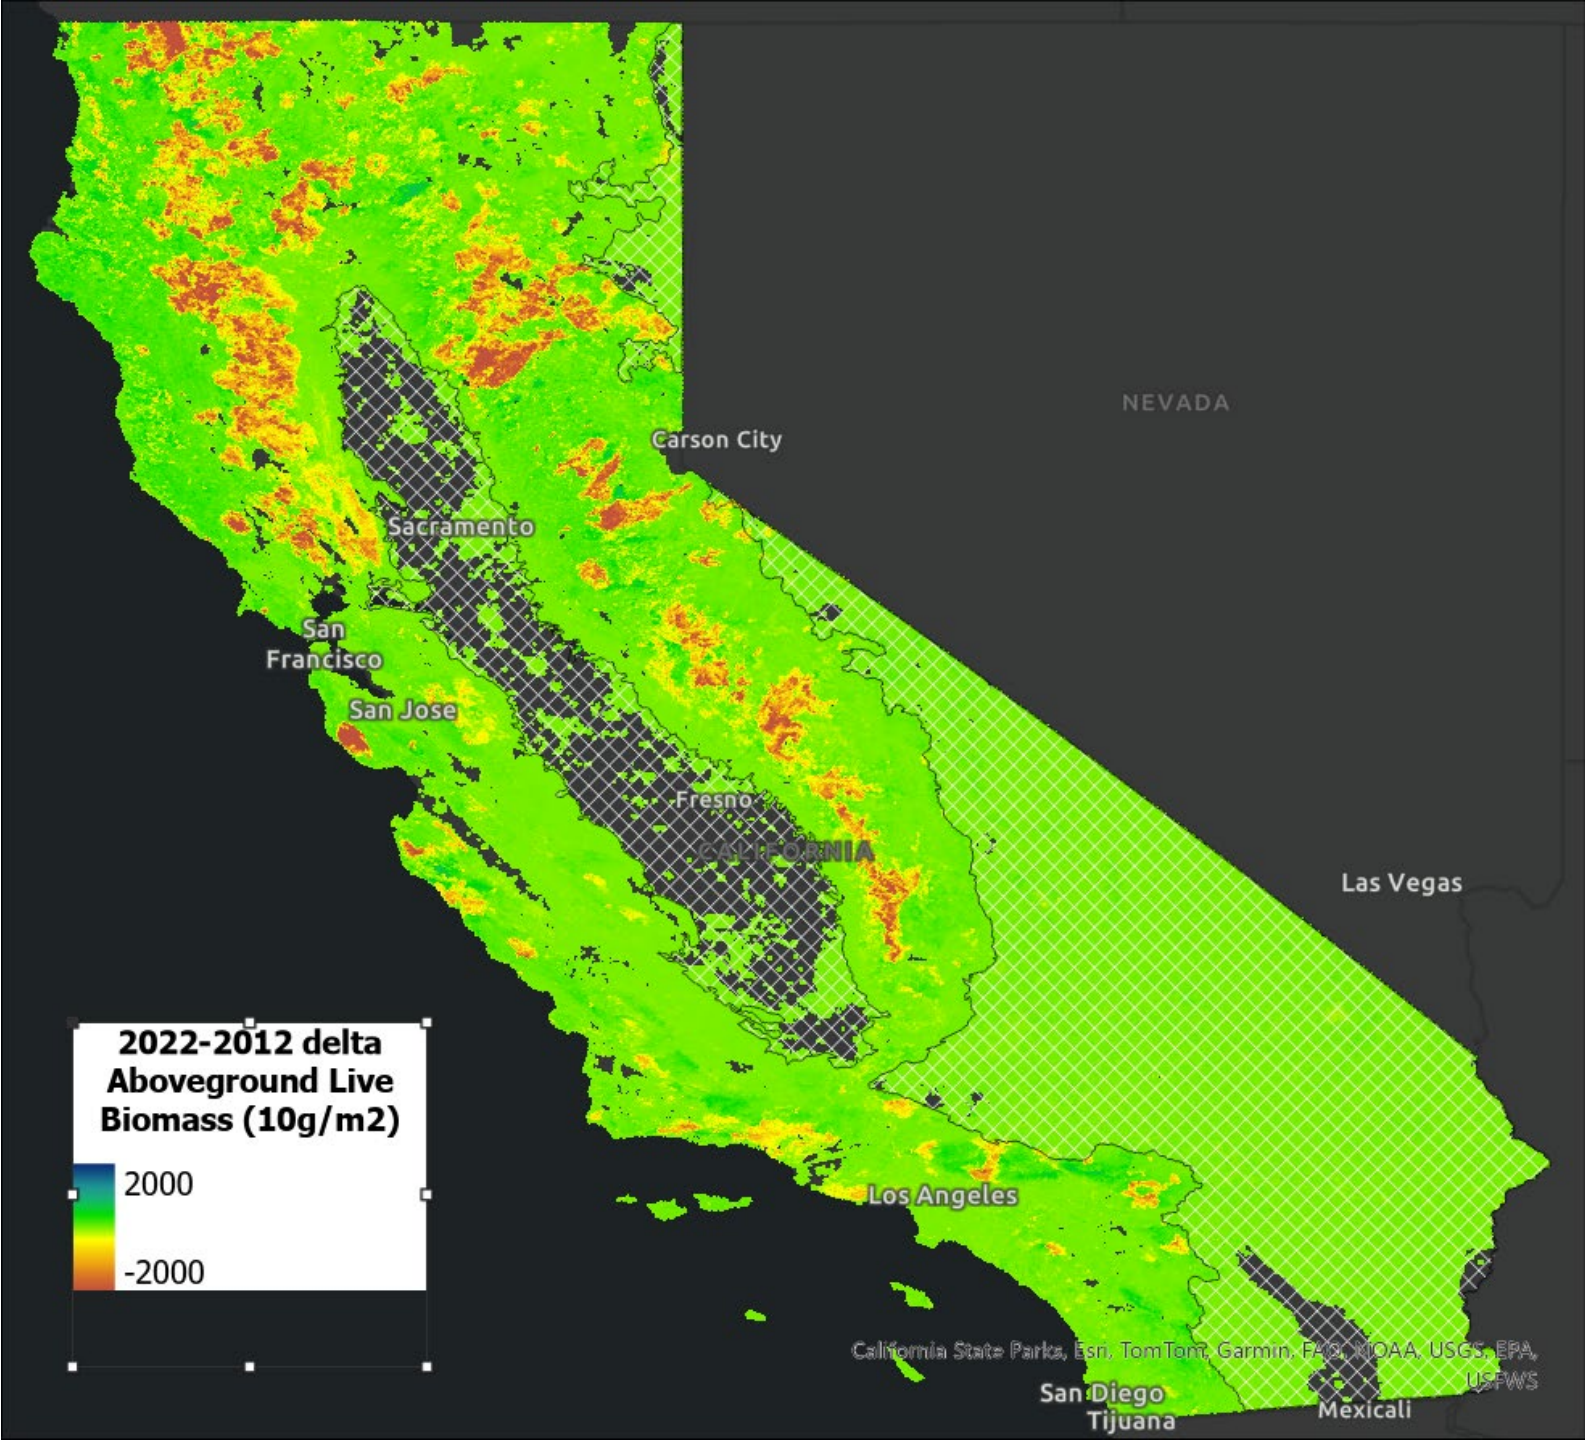 NEVADA
Carson City
Sacramento
San
Francisco
San Jose
Fresno
CALIFORNIA
Las Vegas
2022-2012 delta
Aboveground Live
Biomass (10g/m2)
2000
-2000
Los Angeles
California State Parks, Esri, TomTom, Garmin, FAO, NOAA, USGS, EPA,
USFWS
San Diego
Tijuana
Mexicali